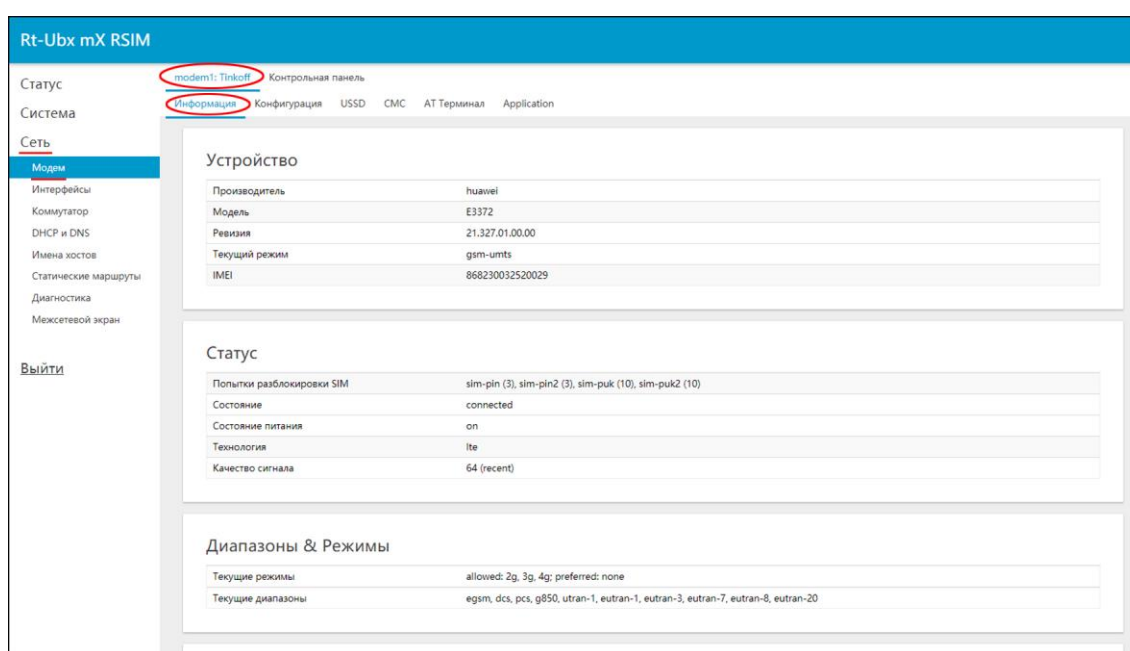 Rt-Ubx mX RSIM
Статус
Система
Сеть
Модем
Интерфейсы
Коммутатор
DHCP и DNS
Имена хостов
Статические маршруты
Диагностика
Межсетевой экран
Выйти
modem1: Tinkoff Контрольная панель
Информация Конфигурация USSD СМС AT Терминал Application
Устройство
Производитель huawei
Модель E3372
Ревизия 21.327.01.00.00
Текущий режим gsm-umts
IMEI 868230032520029
Статус
Попытки разблокировки SIM sim-pin (3), sim-pin2 (3), sim-puk (10), sim-puk2 (10)
Состояние connected
Состояние питания on
Технология lte
Качество сигнала 64 (recent)
Диапазоны & Режимы
Текущие режимы allowed: 2g, 3g, 4g; preferred: none
Текущие диапазоны egsm, dcs, pcs, g850, utran-1, eutran-1, eutran-3, eutran-7, eutran-8, eutran-20